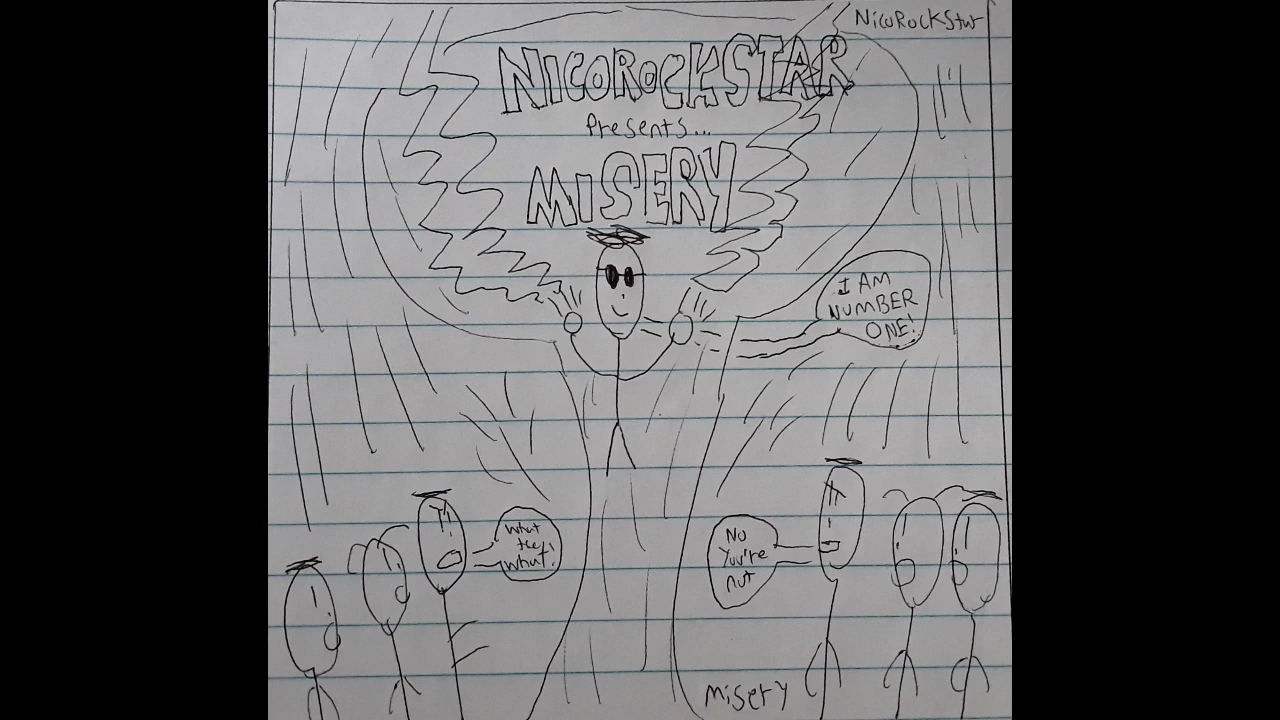 NicoRockStar
NICOROCKSTAR
Presents...
MISERY
I AM
NUMBER
ONE!
What
the
what!
No
You're
not
Misery